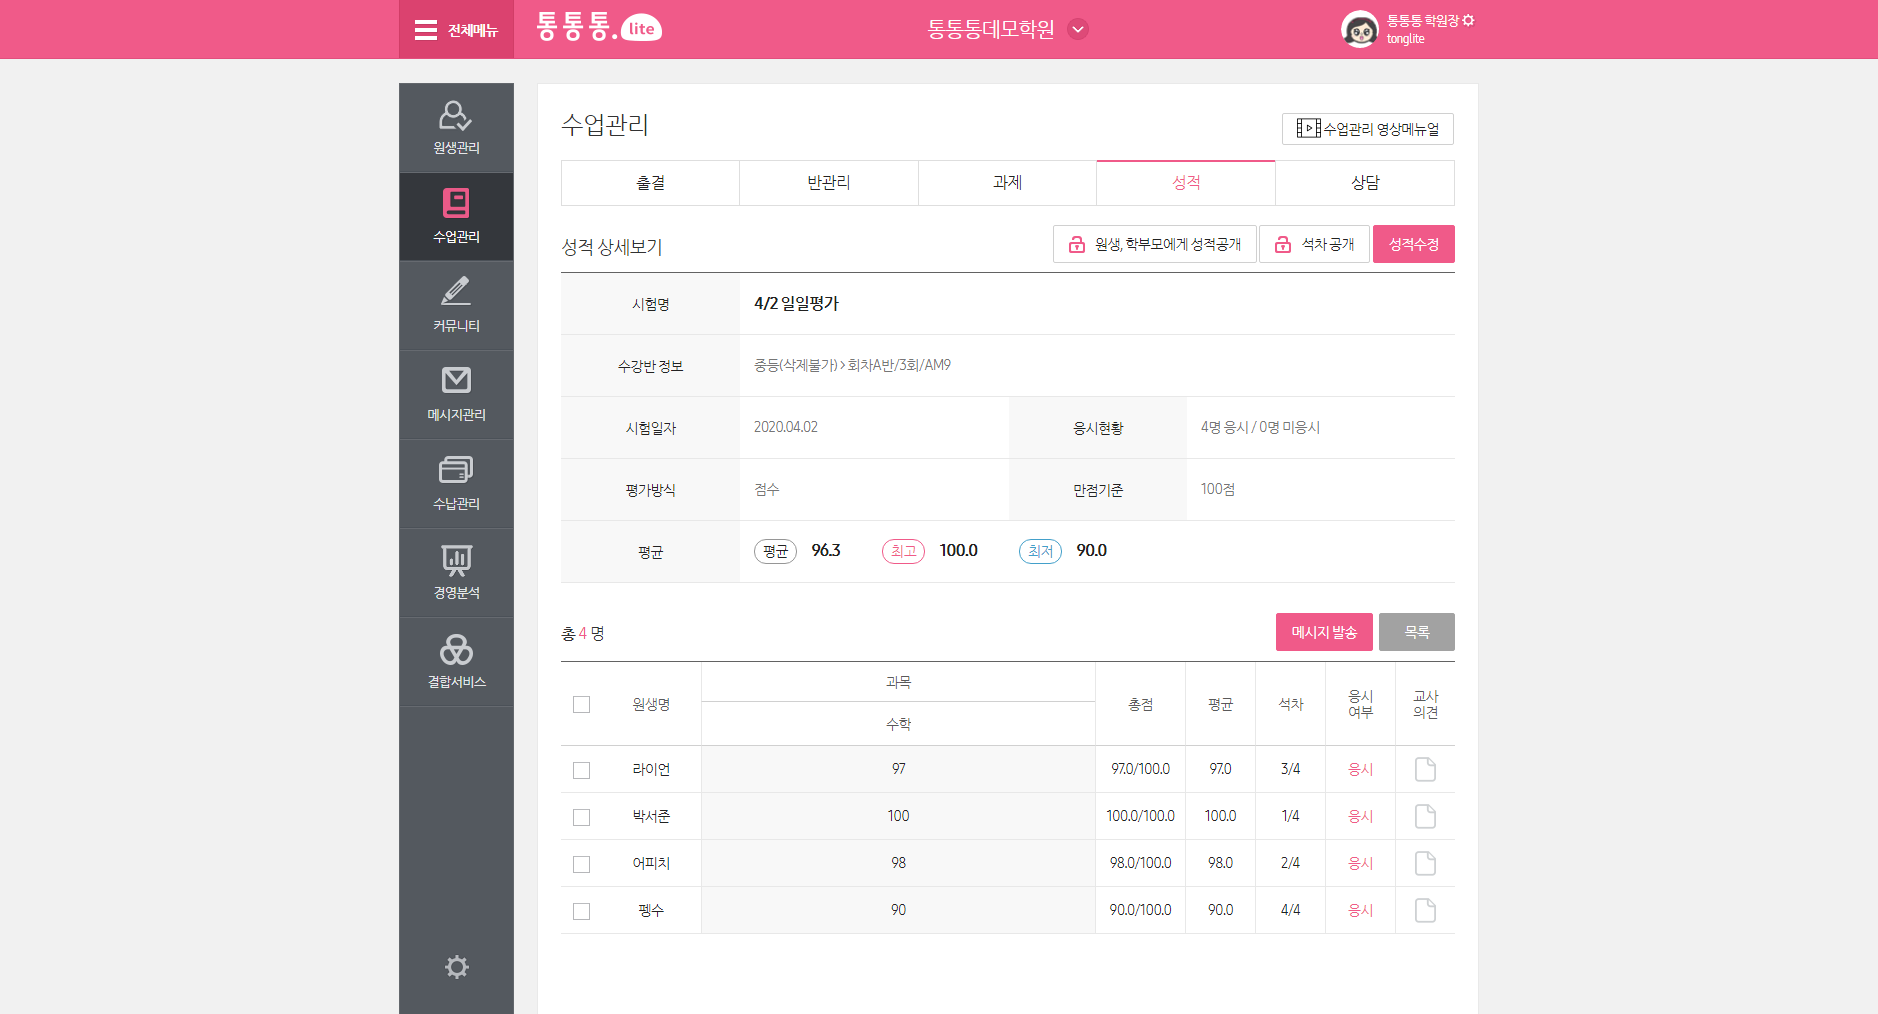 전체메뉴
통통통.lite
통통통데모학원
통통통 학원장
tonglite
원생관리
수업관리
커뮤니티
메시지관리
수납관리
경영분석
결합서비스
수업관리
수업관리 영상메뉴얼
출결 반관리 과제 성적 상담
성적 상세보기
원생, 학부모에게 성적공개 석차 공개 성적수정
시험명 4/2 일일평가
수강반 정보 중등(삭제불가) > 회차A반/3회/AM9
시험일자 2020.04.02 응시현황 4명 응시 / 0명 미응시
평가방식 점수 만점기준 100점
평균 평균 96.3 최고 100.0 최저 90.0
총 4 명
메시지 발송 목록
원생명 과목 총점 평균 석차 응시
여부 교사
의견
수학
라이언 97 97.0/100.0 97.0 3/4 응시
박서준 100 100.0/100.0 100.0 1/4 응시
어피치 98 98.0/100.0 98.0 2/4 응시
펭수 90 90.0/100.0 90.0 4/4 응시